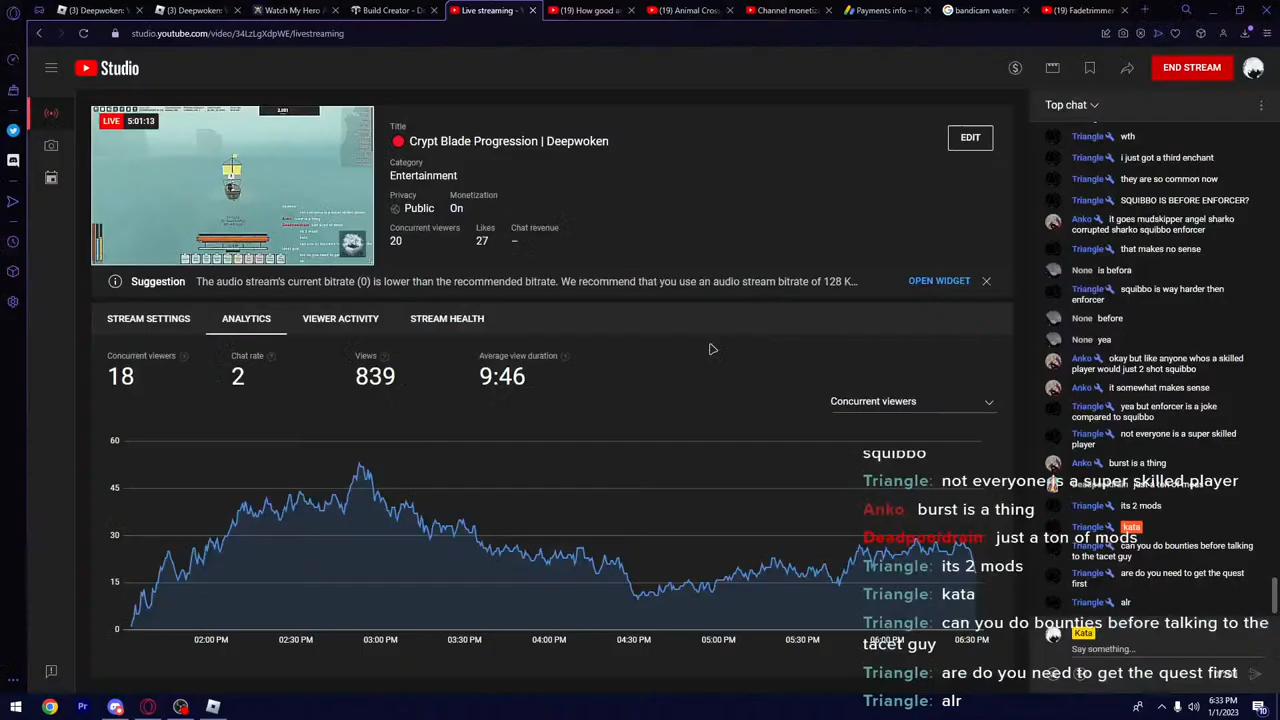 (3) Deepwoken:
(3) Deepwoken:
Watch My Hero A
Build Creator - De
Live streaming -
(19) How good a
(19) Animal Cros
Channel monetiz
Payments info –
bandicam waterm
(19) Fadetrimmer
studio.youtube.com/video/34LzLgXdpWE/livestreaming
Studio
END STREAM
LIVE 5:01:13
Title
Crypt Blade Progression | Deepwoken
EDIT
Category
Entertainment
Privacy
Monetization
Public
On
Concurrent viewers
Likes
Chat revenue
20
27
–
Suggestion
The audio stream's current bitrate (0) is lower than the recommended bitrate. We recommend that you use an audio stream bitrate of 128 K...
OPEN WIDGET
STREAM SETTINGS
ANALYTICS
VIEWER ACTIVITY
STREAM HEALTH
Concurrent viewers
Chat rate
Views
Average view duration
18
2
839
9:46
Concurrent viewers
60
45
30
15
0
02:00 PM
02:30 PM
03:00 PM
03:30 PM
04:00 PM
04:30 PM
05:00 PM
05:30 PM
06:00 PM
06:30 PM
Top chat
Triangle wth
Triangle i just got a third enchant
Triangle they are so common now
Triangle SQUIBBO IS BEFORE ENFORCER?
Anko it goes mudskipper angel sharko
corrupted sharko squibbo enforcer
Triangle that makes no sense
None is befora
Triangle squibbo is way harder then
enforcer
None before
None yea
Anko okay but like anyone whos a skilled
player would just 2 shot squibbo
Anko it somewhat makes sense
Triangle yea but enforcer is a joke
compared to squibbo
Triangle not everyone is a super skilled
player
Anko burst is a thing
Deadpooldrain just a ton of mods
Triangle its 2 mods
Triangle kata
Triangle can you do bounties before talking
to the tacet guy
Triangle are do you need to get the quest
first
Triangle alr
Kata
Say something...
squibbo
Triangle: not everyone is a super skilled player
Anko burst is a thing
Deadpooldrain just a ton of mods
Triangle: its 2 mods
Triangle: kata
Triangle: can you do bounties before talking to the
tacet guy
Triangle: are do you need to get the quest first
Triangle: alr
6:33 PM
1/1/2023